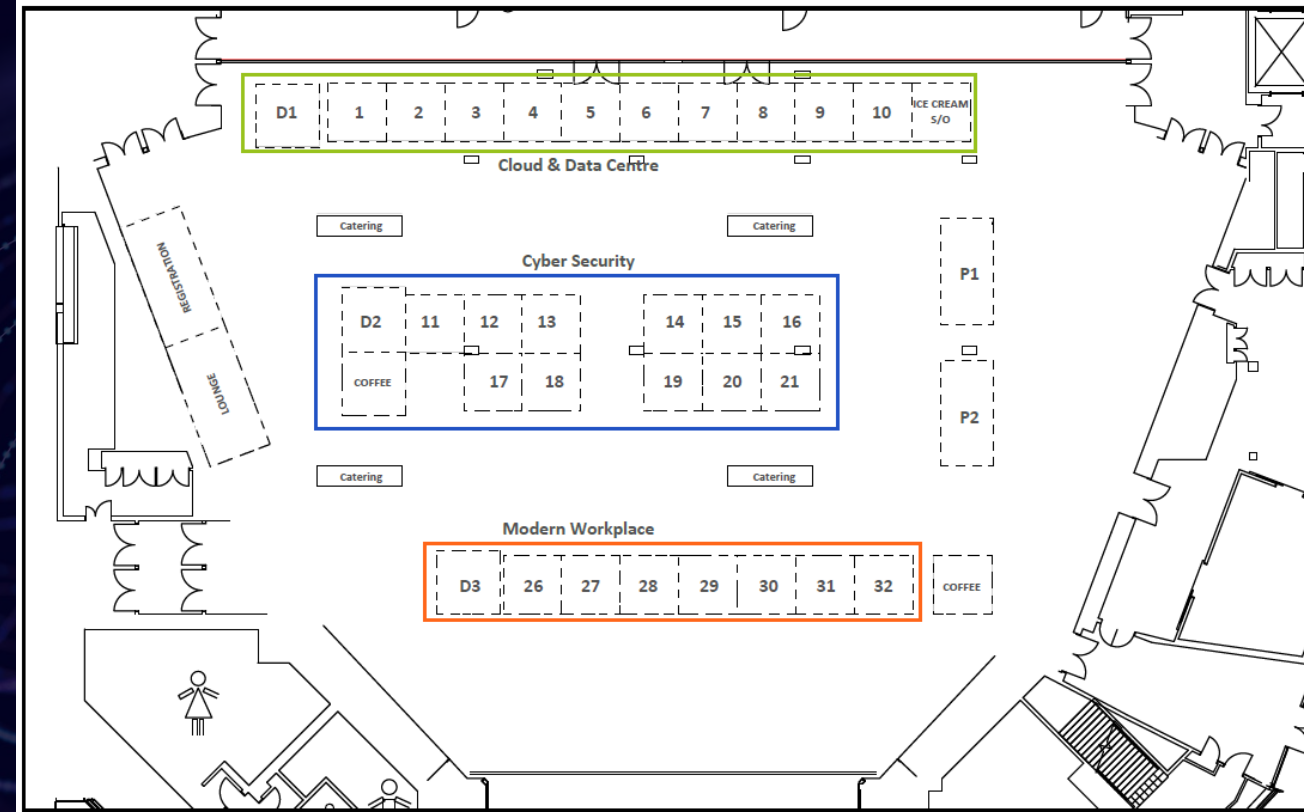 D1 1 2 3 4 5 6 7 8 9 10 ICE CREAM
S/O
Cloud & Data Centre
Catering Catering
REGISTRATION
LOUNGE
Cyber Security
D2 11 12 13 14 15 16
COFFEE 17 18 19 20 21
P1
P2
Catering Catering
Modern Workplace
D3 26 27 28 29 30 31 32 COFFEE